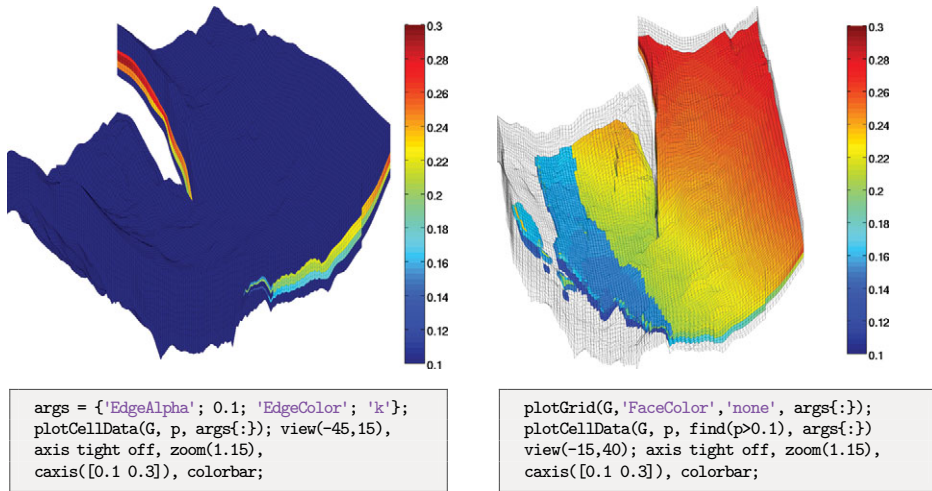 0.3
0.28
0.26
0.24
0.22
0.2
0.18
0.16
0.14
0.12
0.1
0.3
0.28
0.26
0.24
0.22
0.2
0.18
0.16
0.14
0.12
0.1
args = {'EdgeAlpha'; 0.1; 'EdgeColor'; 'k'};
plotCellData(G, p, args{:}); view(-45,15),
axis tight off, zoom(1.15),
caxis([0.1 0.3]), colorbar;
plotGrid(G,'FaceColor','none', args{:});
plotCellData(G, p, find(p>0.1), args{:})
view(-15,40); axis tight off, zoom(1.15),
caxis([0.1 0.3]), colorbar;